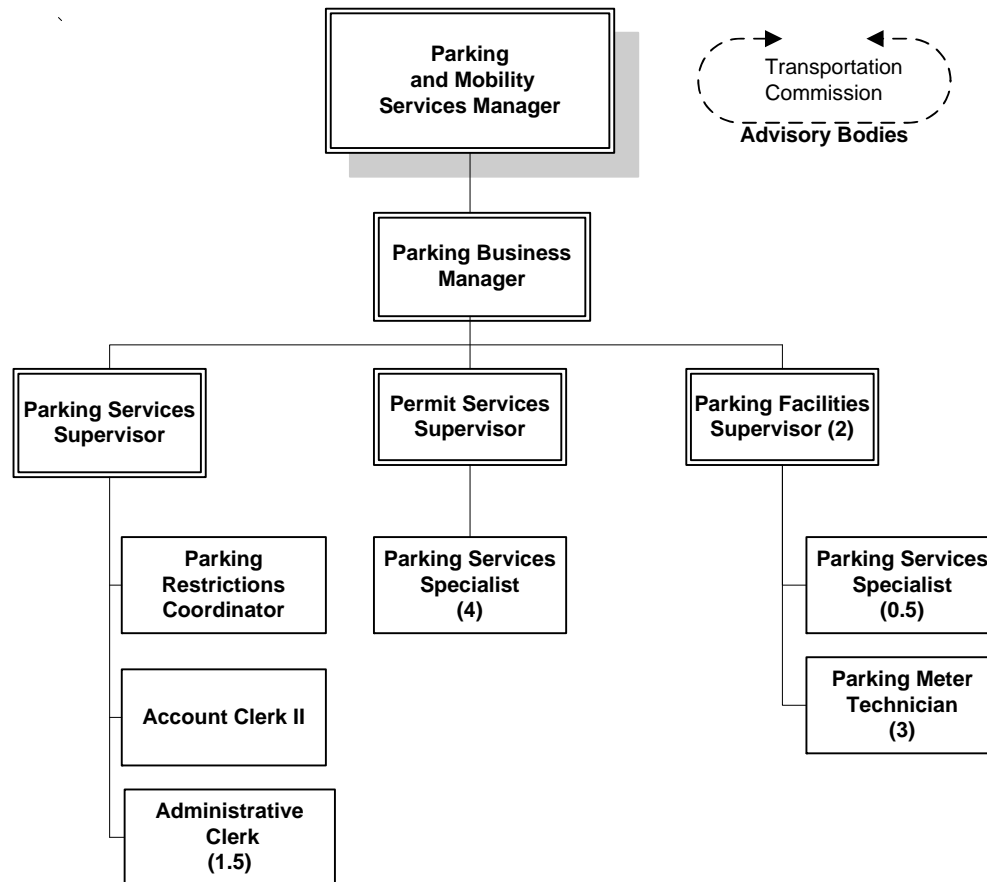 Parking
and Mobility
Services Manager
Transportation
Commission
Advisory Bodies
Parking Business
Manager
Parking Services
Supervisor
Permit Services
Supervisor
Parking Facilities
Supervisor (2)
Parking
Restrictions
Coordinator
Parking Services
Specialist
(4)
Parking Services
Specialist
(0.5)
Account Clerk II
Parking Meter
Technician
(3)
Administrative
Clerk
(1.5)